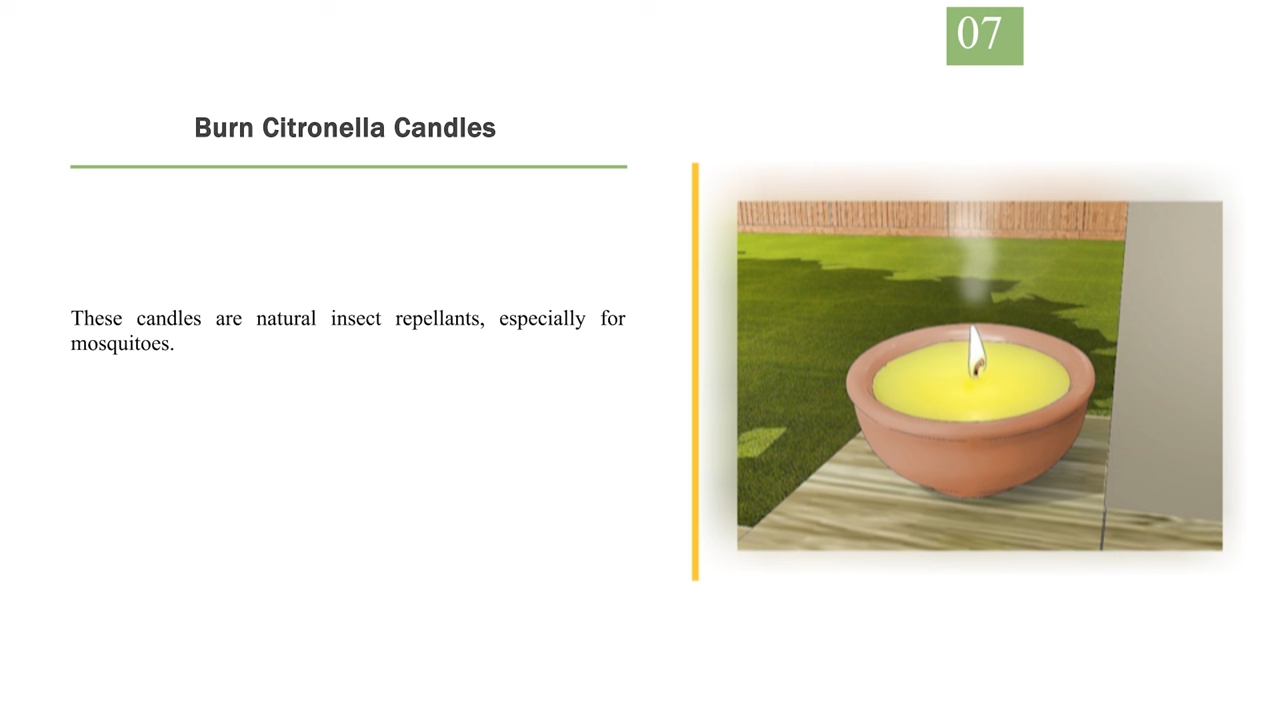 07
Burn Citronella Candles
These candles are natural insect repellants, especially for
mosquitoes.